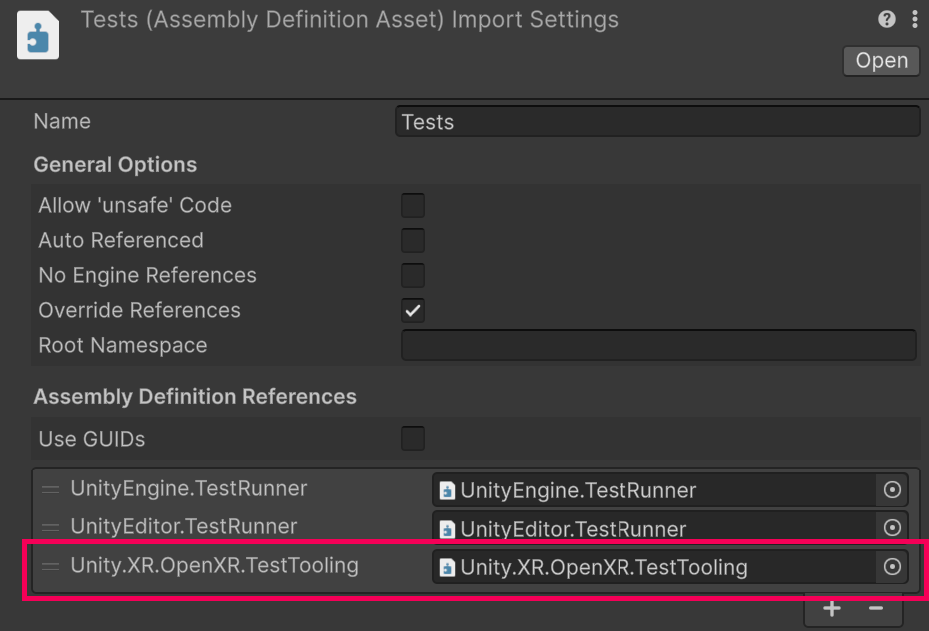 Tests (Assembly Definition Asset) Import Settings
Open
Name Tests
General Options
Allow 'unsafe' Code
Auto Referenced
No Engine References
Override References
Root Namespace
Assembly Definition References
Use GUIDs
UnityEngine.TestRunner UnityEngine.TestRunner
UnityEditor.TestRunner UnityEditor.TestRunner
Unity.XR.OpenXR.TestTooling Unity.XR.OpenXR.TestTooling